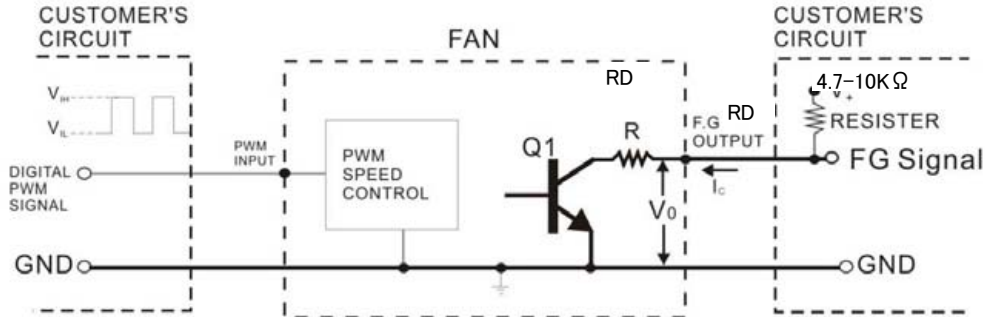 CUSTOMER'S
CIRCUIT
VIH
VIL
DIGITAL
PWM
SIGNAL
GND
PWM
INPUT
FAN
PWM
SPEED
CONTROL
Q1
R
RD
V0
F.G
OUTPUT
RD
IC
CUSTOMER'S
CIRCUIT
4.7-10KΩ
RESISTER
FG Signal
GND